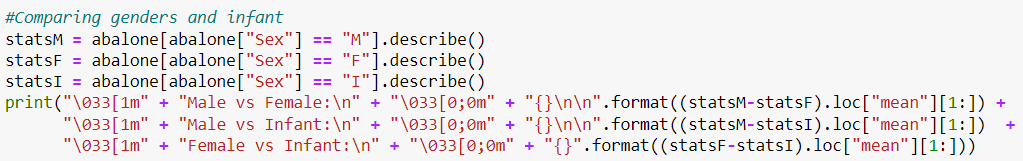 #Comparing genders and infant
statsM = abalone[abalone["Sex"] == "M"].describe()
statsF = abalone[abalone["Sex"] == "F"].describe()
statsI = abalone[abalone["Sex"] == "I"].describe()
print("\033[1m" + "Male vs Female:\n" + "\033[0;0m" + "{}\n\n".format((statsM-statsF).loc["mean"][1:]) +
      "\033[1m" + "Male vs Infant:\n" + "\033[0;0m" + "{}\n\n".format((statsM-statsI).loc["mean"][1:])  +
      "\033[1m" + "Female vs Infant:\n" + "\033[0;0m" + "{}".format((statsF-statsI).loc["mean"][1:]))